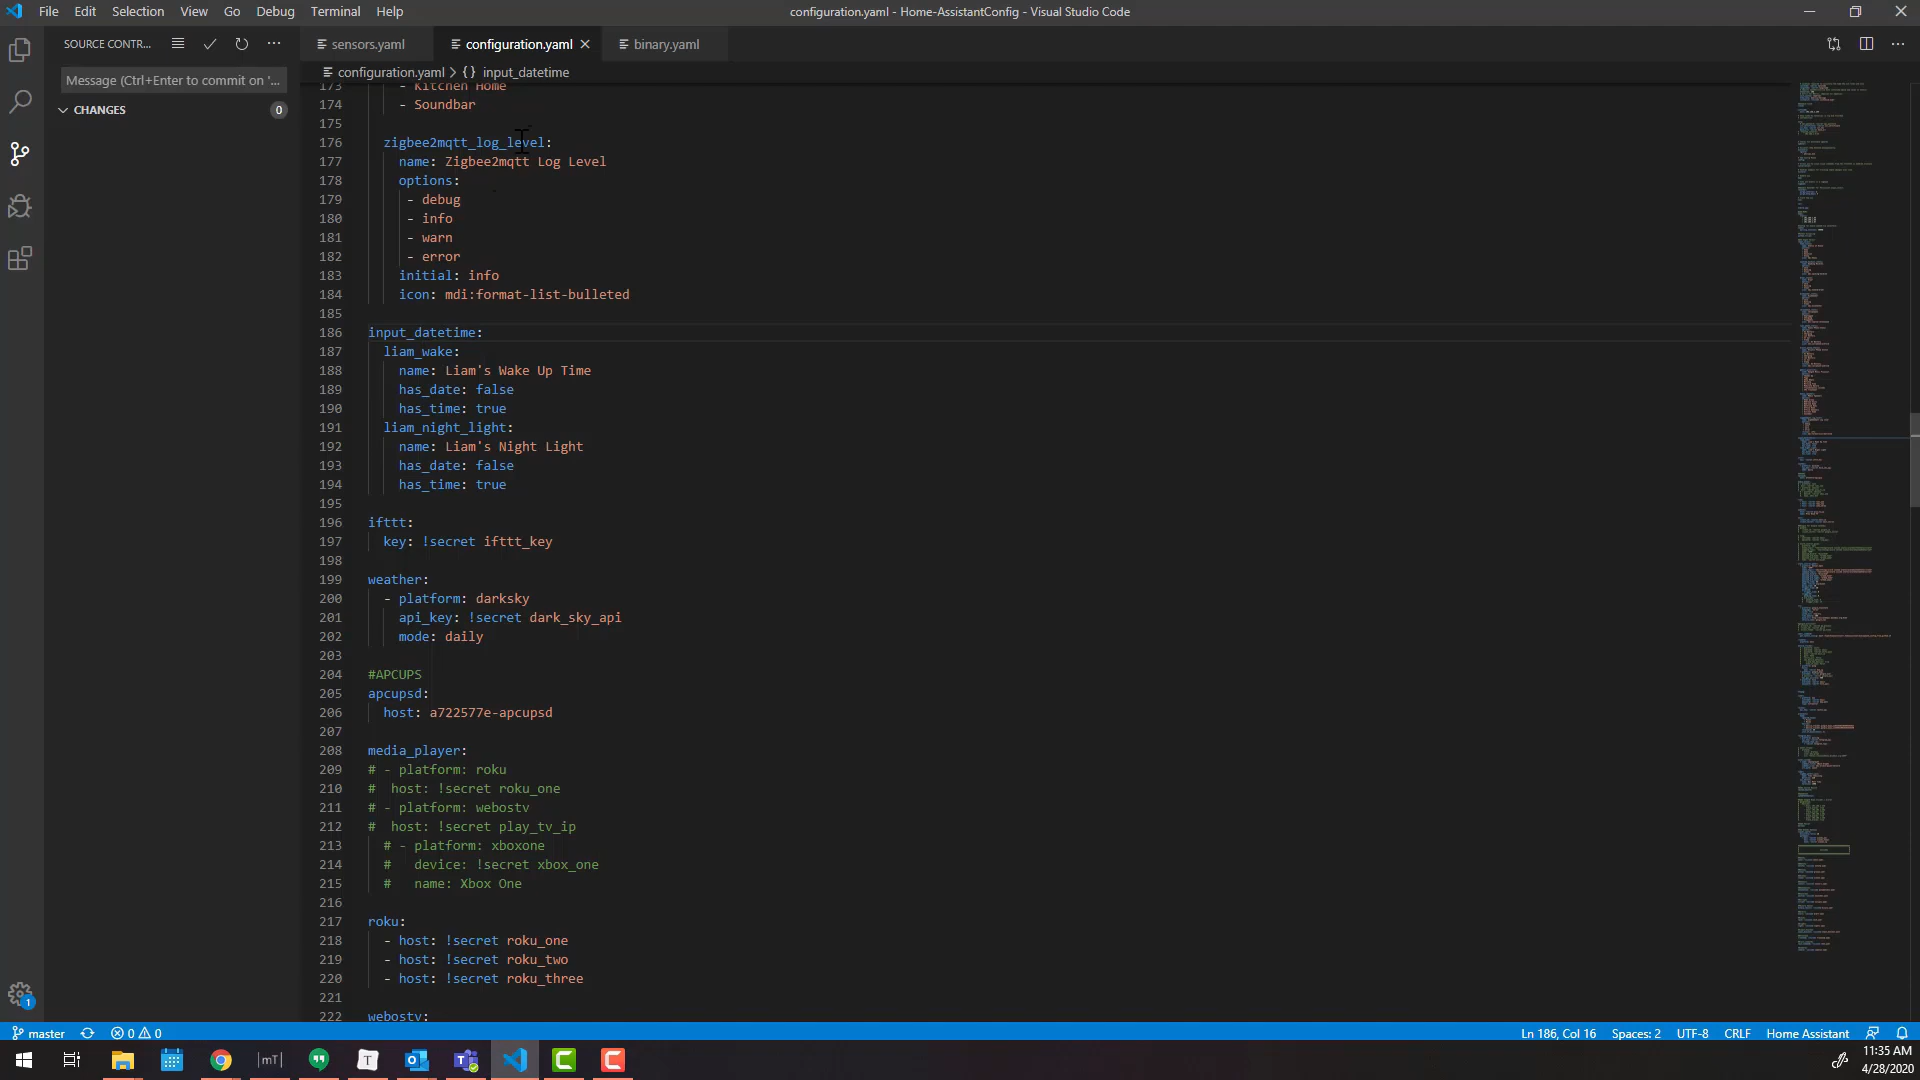 File Edit Selection View Go Debug Terminal Help
configuration.yaml - Home-AssistantConfig - Visual Studio Code
SOURCE CONTR...
sensors.yaml
configuration.yaml
binary.yaml
Message (Ctrl+Enter to commit on '...
CHANGES
0
configuration.yaml > {} input_datetime
173 - Kitchen Home
174 - Soundbar
175
176 zigbee2mqtt_log_level:
177 name: Zigbee2mqtt Log Level
178 options:
179 - debug
180 - info
181 - warn
182 - error
183 initial: info
184 icon: mdi:format-list-bulleted
185
186 input_datetime:
187 liam_wake:
188 name: Liam's Wake Up Time
189 has_date: false
190 has_time: true
191 liam_night_light:
192 name: Liam's Night Light
193 has_date: false
194 has_time: true
195
196 ifttt:
197 key: !secret ifttt_key
198
199 weather:
200 - platform: darksky
201 api_key: !secret dark_sky_api
202 mode: daily
203
204 #APCUPS
205 apcupsd:
206 host: a722577e-apcupsd
207
208 media_player:
209 # - platform: roku
210 # host: !secret roku_one
211 # - platform: webostv
212 # host: !secret play_tv_ip
213 # - platform: xboxone
214 # device: !secret xbox_one
215 # name: Xbox One
216
217 roku:
218 - host: !secret roku_one
219 - host: !secret roku_two
220 - host: !secret roku_three
221
222 webostv:
1
master
0 0
Ln 186, Col 16
Spaces: 2
UTF-8
CRLF
Home Assistant
mT
T
11:35 AM
4/28/2020